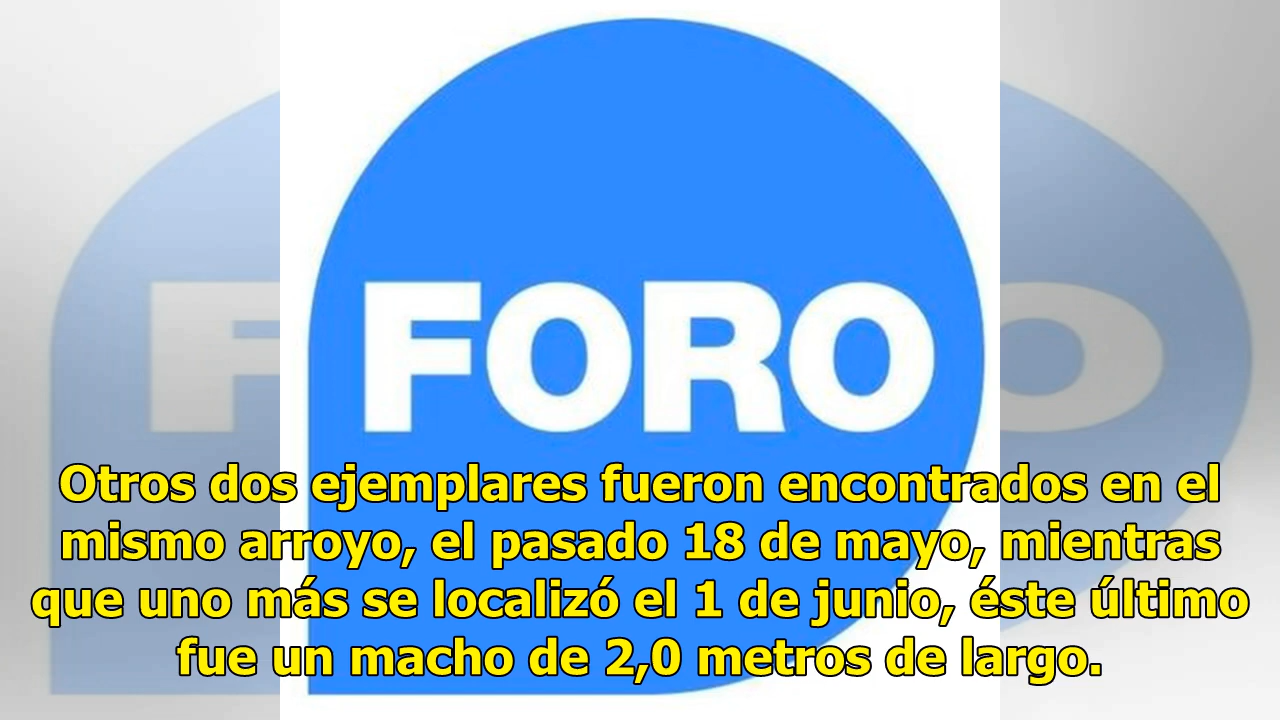 FORO
Otros dos ejemplares fueron encontrados en el
mismo arroyo, el pasado 18 de mayo, mientras
que uno más se localizó el 1 de junio, éste último
fue un macho de 2,0 metros de largo.